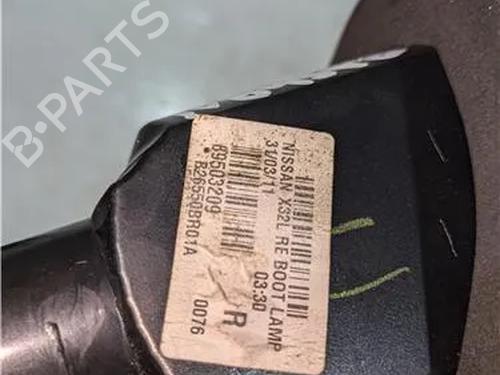 B-PARTS
NISSAN X32L RE BOOT LAMP
31/03/11 03:30
89503209 R
*B26550BR01A* 0076